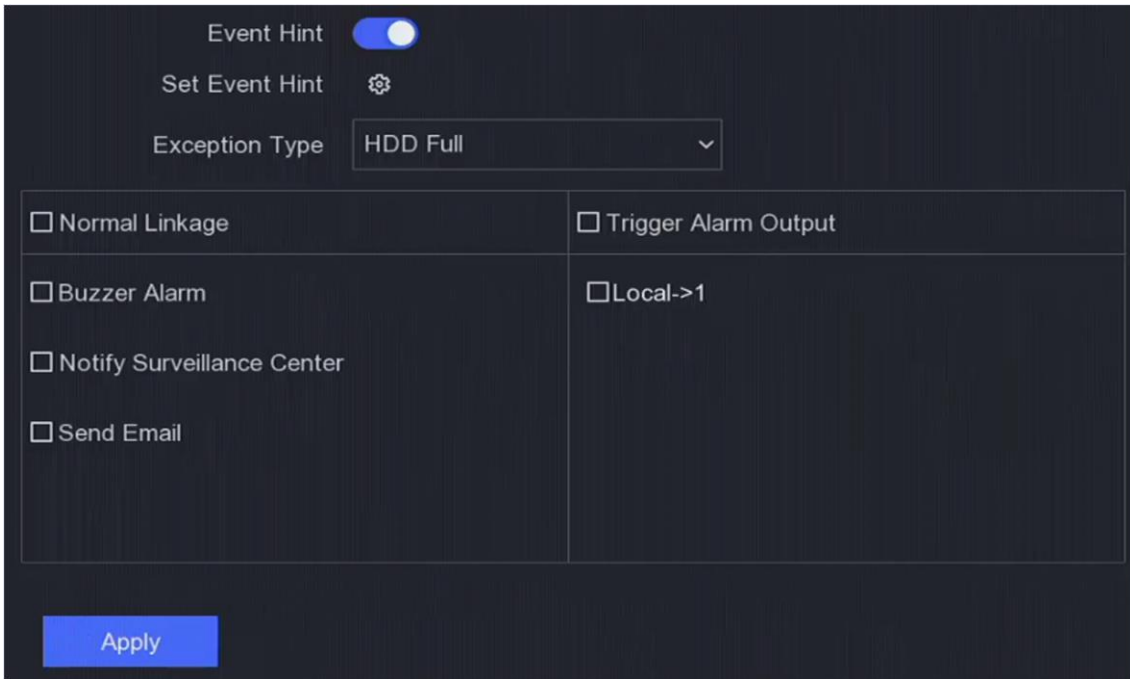 Event Hint
Set Event Hint
Exception Type HDD Full
Normal Linkage Trigger Alarm Output
Buzzer Alarm Local->1
Notify Surveillance Center
Send Email
Apply